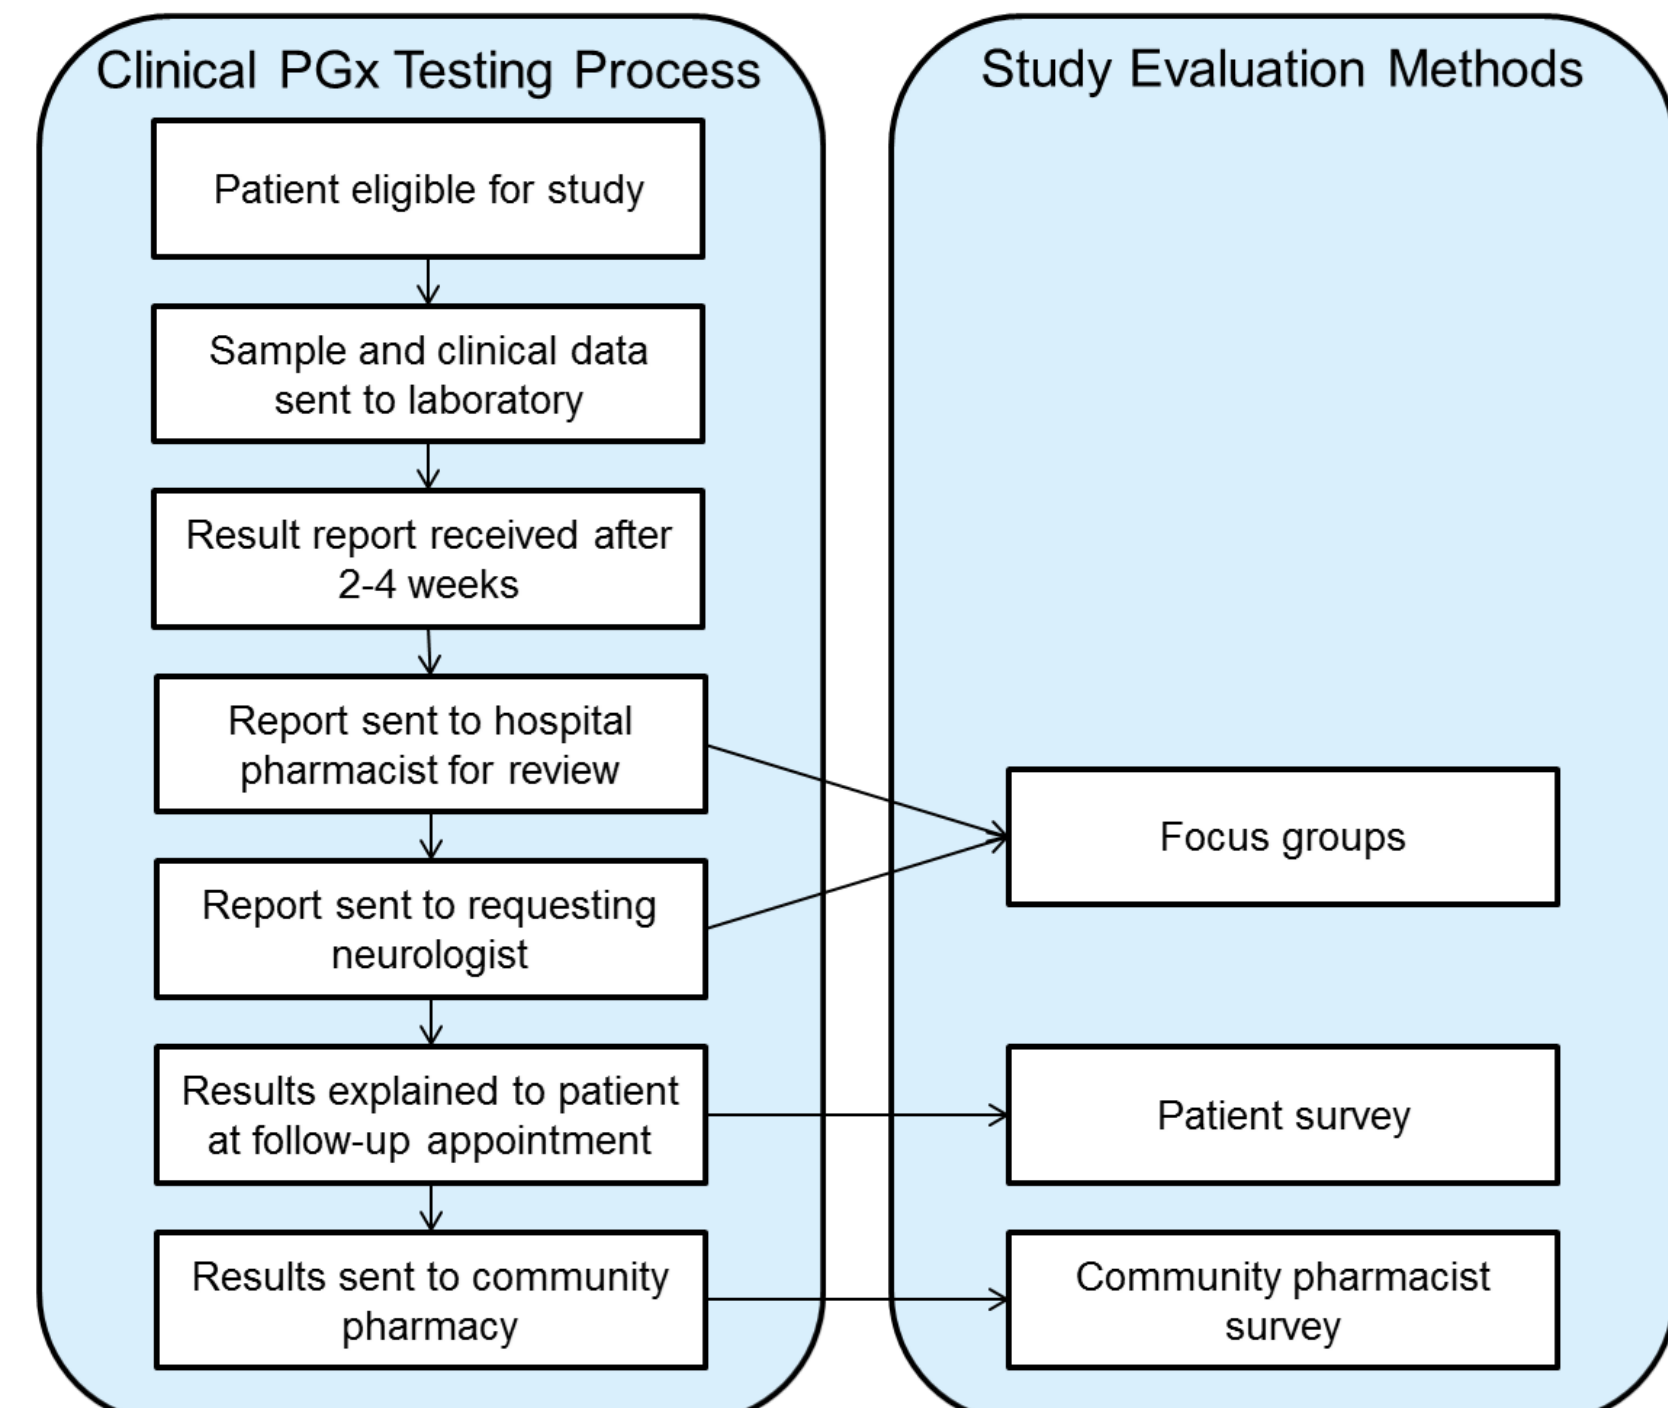 Clinical PGx Testing Process
Patient eligible for study
Sample and clinical data
sent to laboratory
Result report received after
2-4 weeks
Report sent to hospital
pharmacist for review
Report sent to requesting
neurologist
Results explained to patient
at follow-up appointment
Results sent to community
pharmacy
Study Evaluation Methods
Focus groups
Patient survey
Community pharmacist
survey